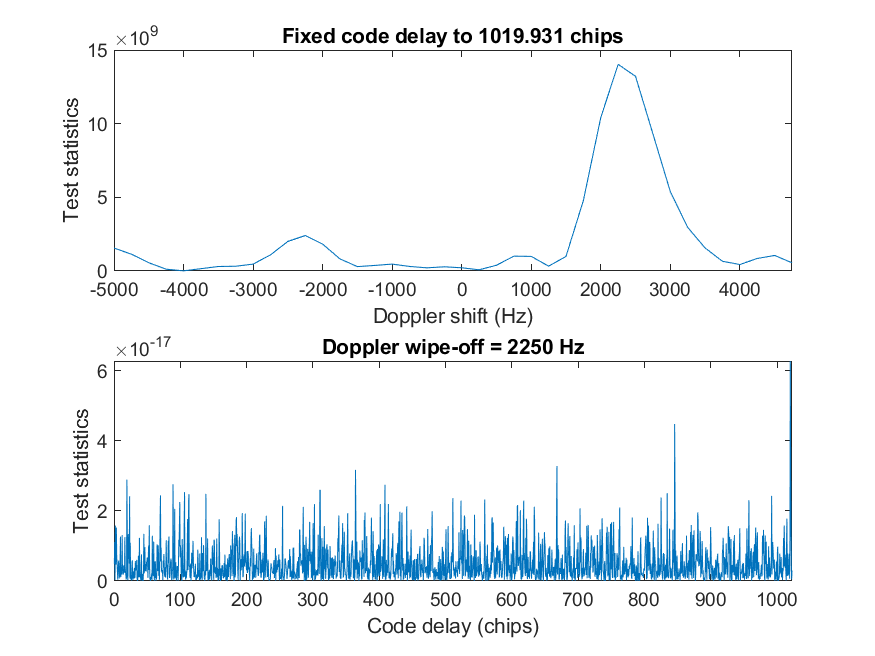 ×10^9
Fixed code delay to 1019.931 chips
15
10
5
0
Test statistics
-5000 -4000 -3000 -2000 -1000 0 1000 2000 3000 4000
Doppler shift (Hz)
×10^-17
Doppler wipe-off = 2250 Hz
6
4
2
0
Test statistics
0 100 200 300 400 500 600 700 800 900 1000
Code delay (chips)